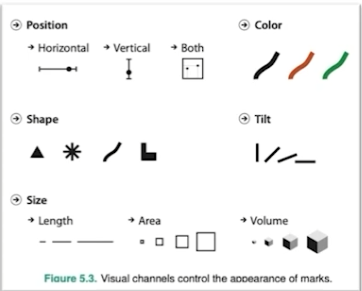 Position
Color
Horizontal
Vertical
Both
Shape
Tilt
Size
Length
Area
Volume
Figure 5.3. Visual channels control the appearance of marks.